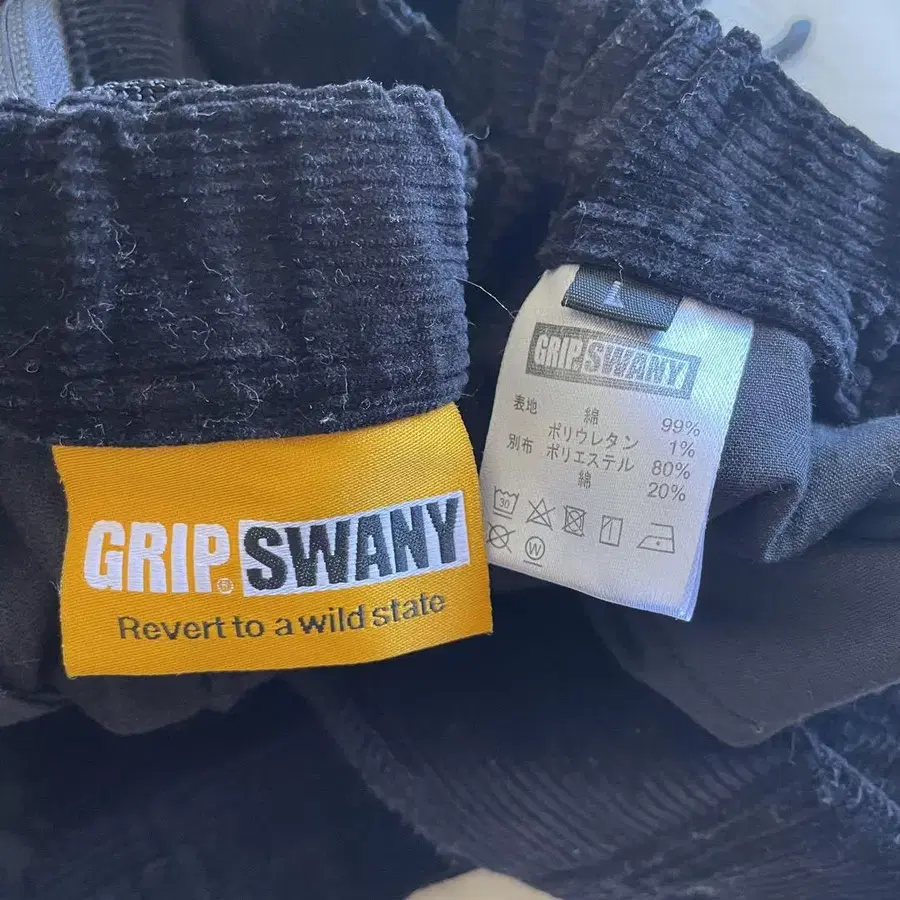 GRIP® SWANY
Revert to a wild state
GRIP SWANY
表地 綿 99%
ポリウレタン 1%
別布 ポリエステル 80%
綿 20%
30
W